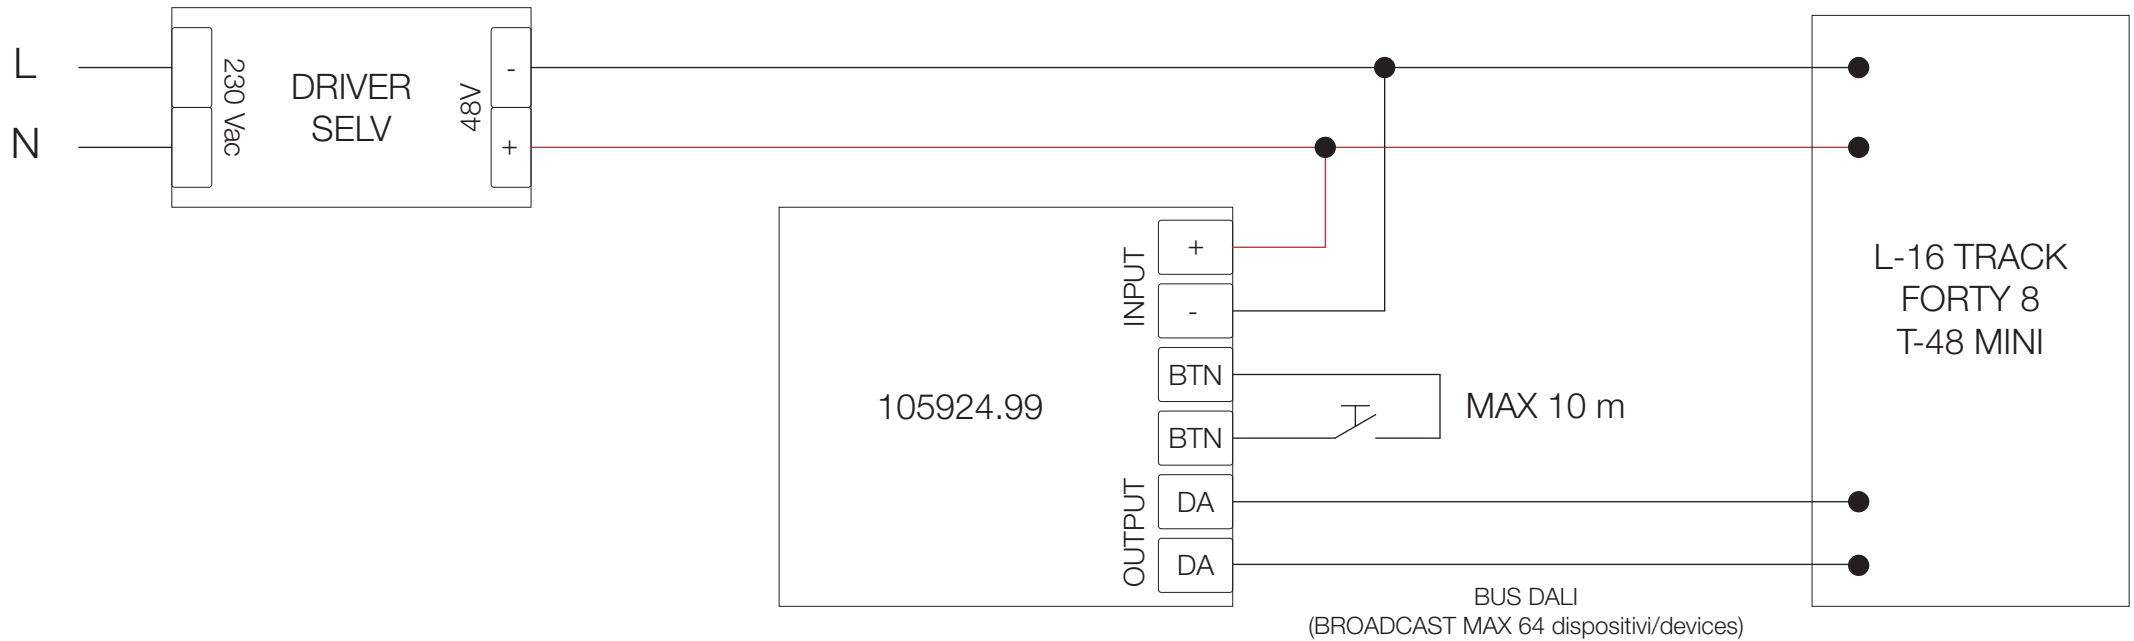 L
N
230 Vac
DRIVER
SELV
48V
-
+
INPUT
+
-
BTN
BTN
MAX 10 m
105924.99
OUTPUT
DA
DA
BUS DALI
(BROADCAST MAX 64 dispositivi/devices)
L-16 TRACK
FORTY 8
T-48 MINI